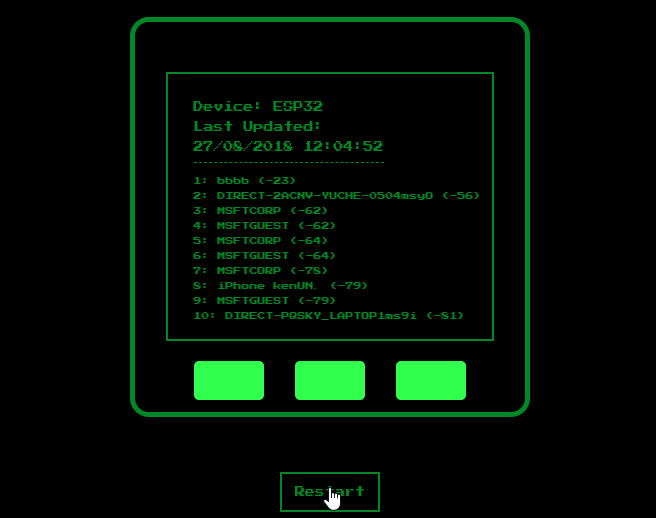 Device: ESP32
Last Updated:
27/08/2018 12:04:52
--------------------------------------
1: bbbb (-23)
2: DIRECT-2ACNV-YUCHE-0504msyO (-56)
3: MSFTCORP (-62)
4: MSFTGUEST (-62)
5: MSFTCORP (-64)
6: MSFTGUEST (-64)
7: MSFTCORP (-78)
8: iPhone kenUN. (-79)
9: MSFTGUEST (-79)
10: DIRECT-PQSKY_LAPTOP1ms9i (-81)
Restart